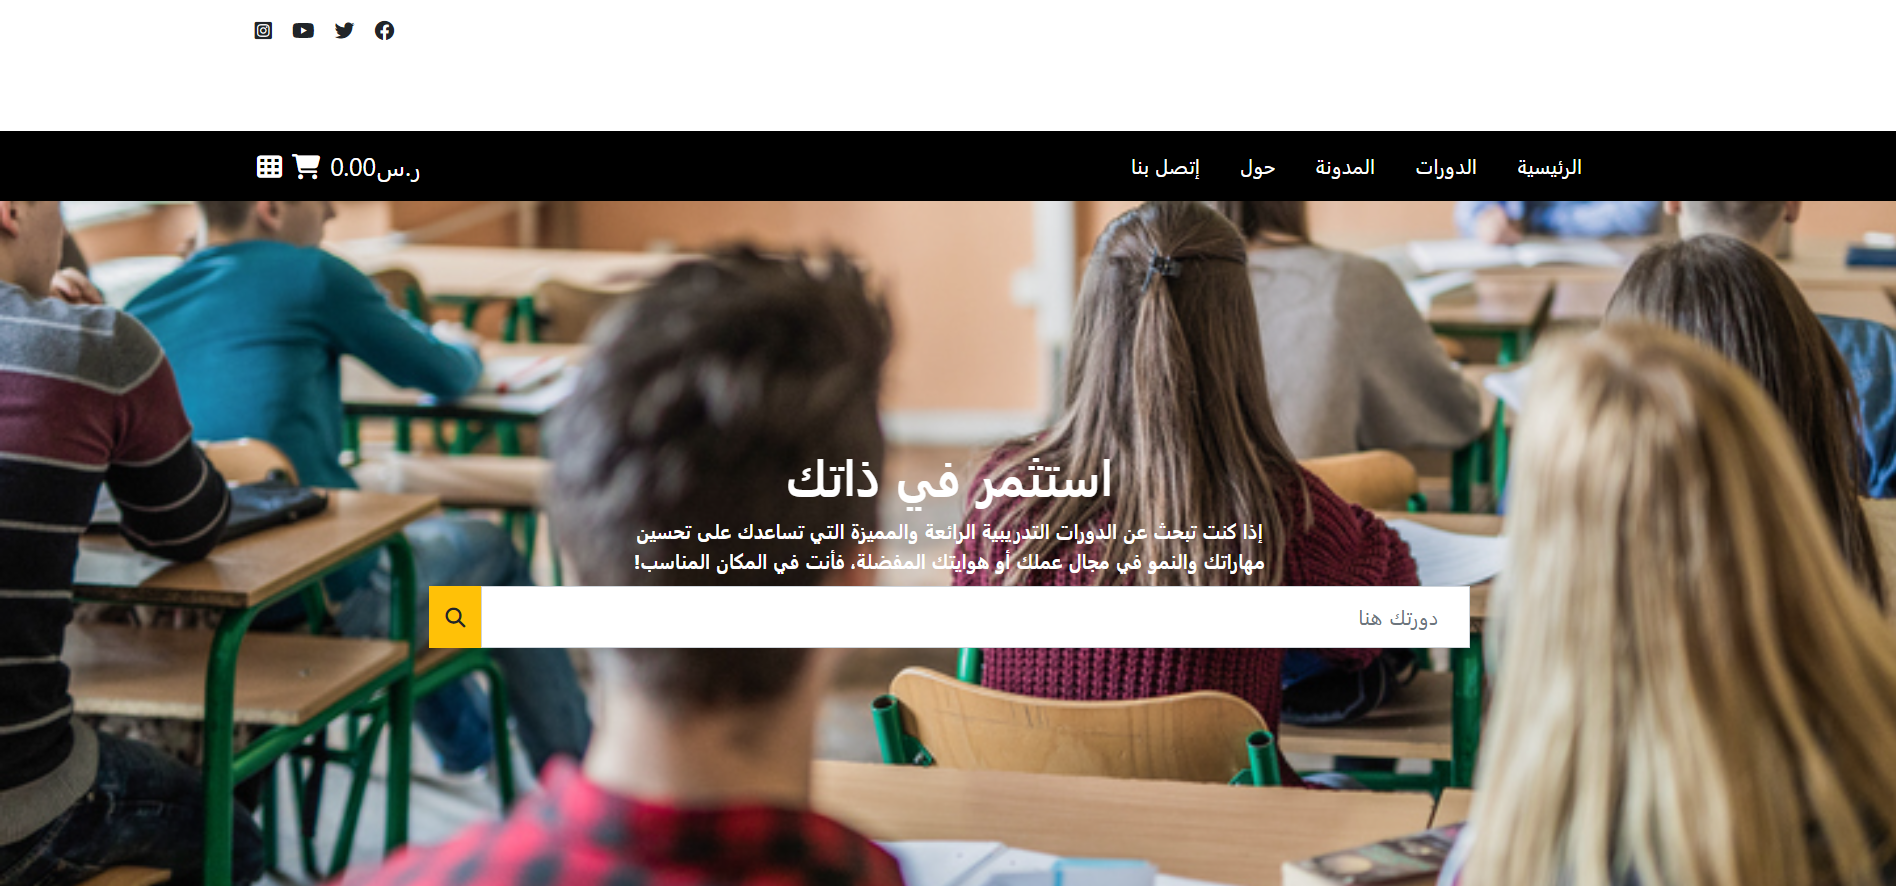 الرئيسية
الدورات
المدونة
حول
إتصل بنا
ر.س0.00
استثمر في ذاتك
إذا كنت تبحث عن الدورات التدريبية الرائعة والمميزة التي تساعدك على تحسين
مهاراتك والنمو في مجال عملك أو هوايتك المفضلة، فأنت في المكان المناسب!
دورتك هنا